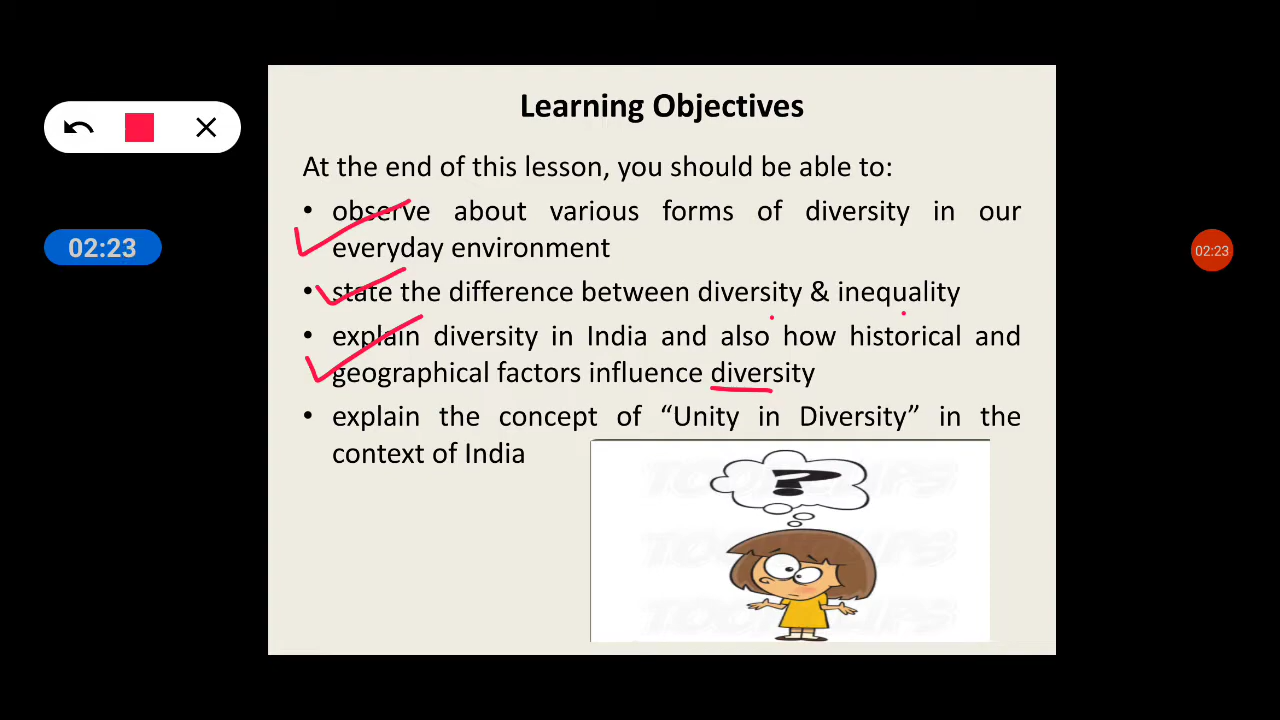 Learning Objectives
At the end of this lesson, you should be able to:
• observe about various forms of diversity in our
everyday environment
• state the difference between diversity & inequality
• explain diversity in India and also how historical and
geographical factors influence diversity
• explain the concept of “Unity in Diversity” in the
context of India
?
02:23
02:23